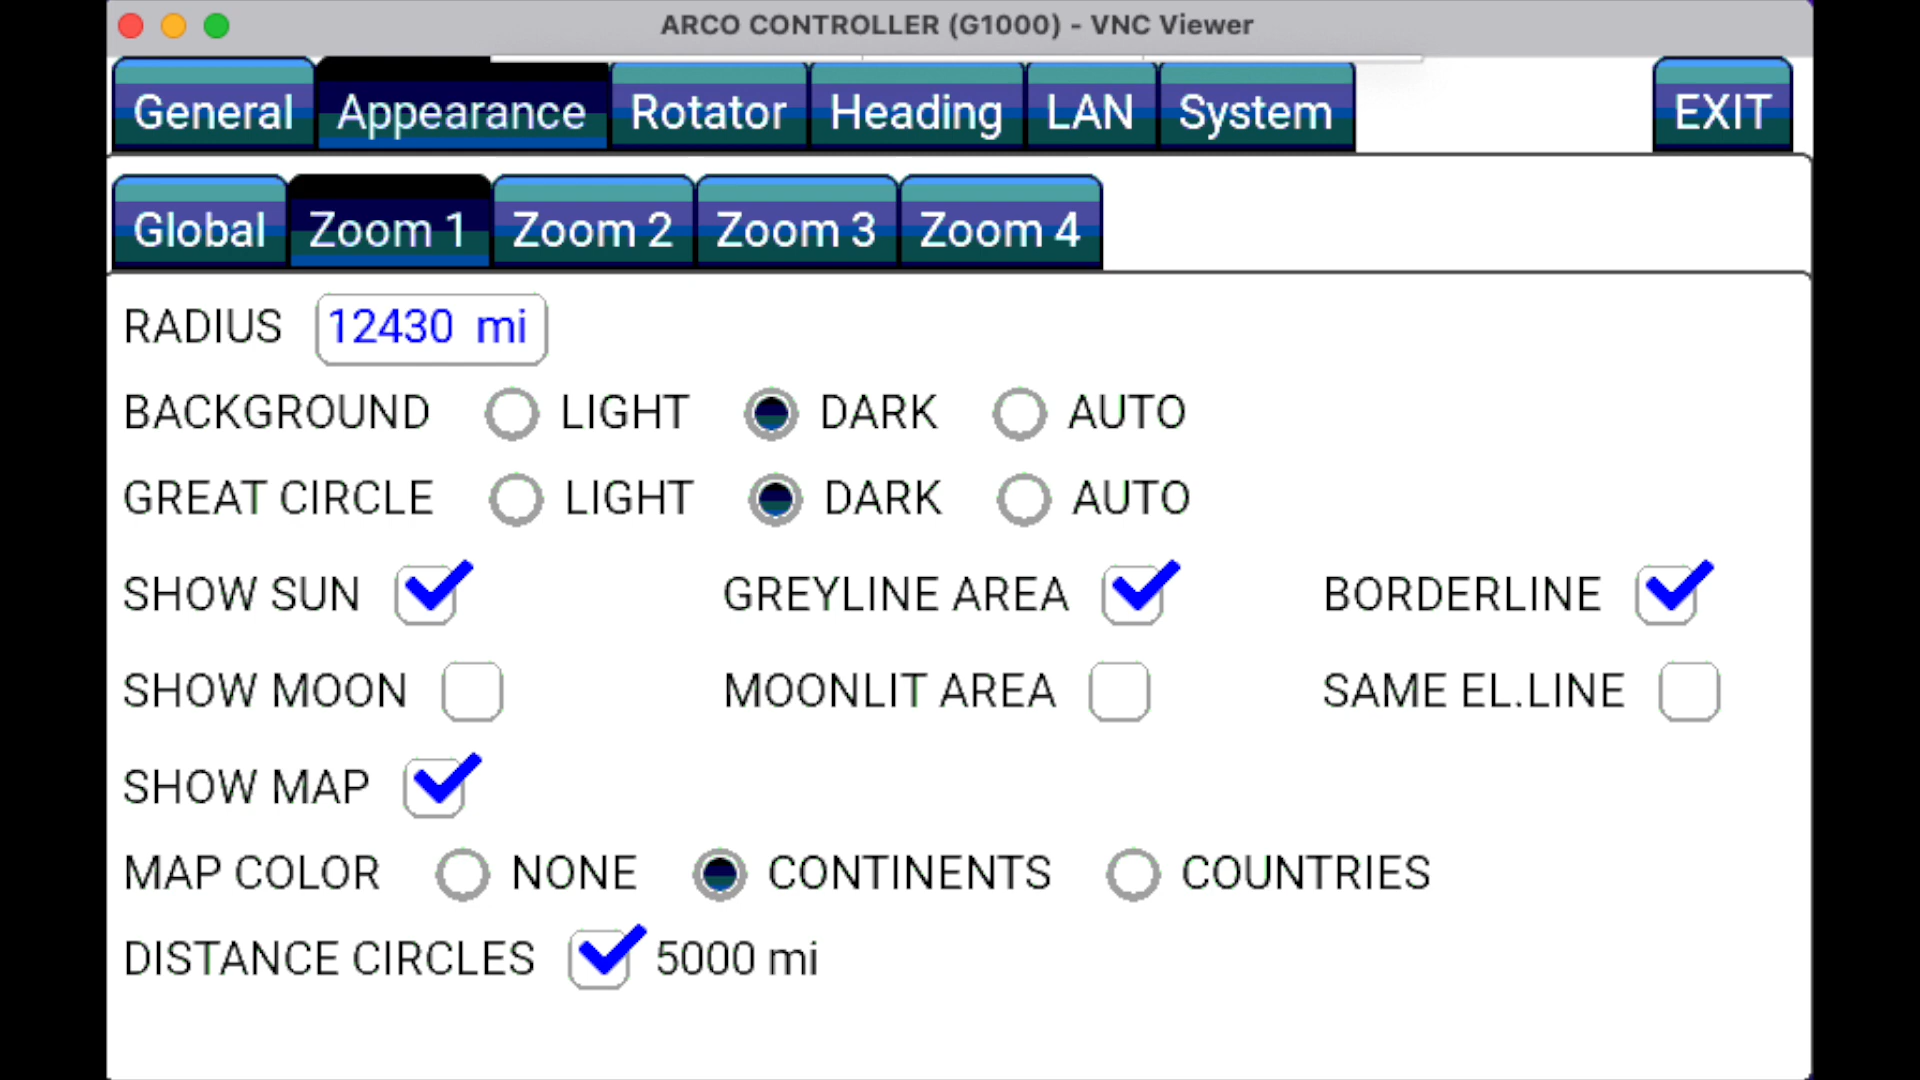 ARCO CONTROLLER (G1000) - VNC Viewer
General Appearance Rotator Heading LAN System EXIT
Global Zoom 1 Zoom 2 Zoom 3 Zoom 4
RADIUS 12430 mi
BACKGROUND LIGHT DARK AUTO
GREAT CIRCLE LIGHT DARK AUTO
SHOW SUN GREYLINE AREA BORDERLINE
SHOW MOON MOONLIT AREA SAME EL.LINE
SHOW MAP
MAP COLOR NONE CONTINENTS COUNTRIES
DISTANCE CIRCLES 5000 mi